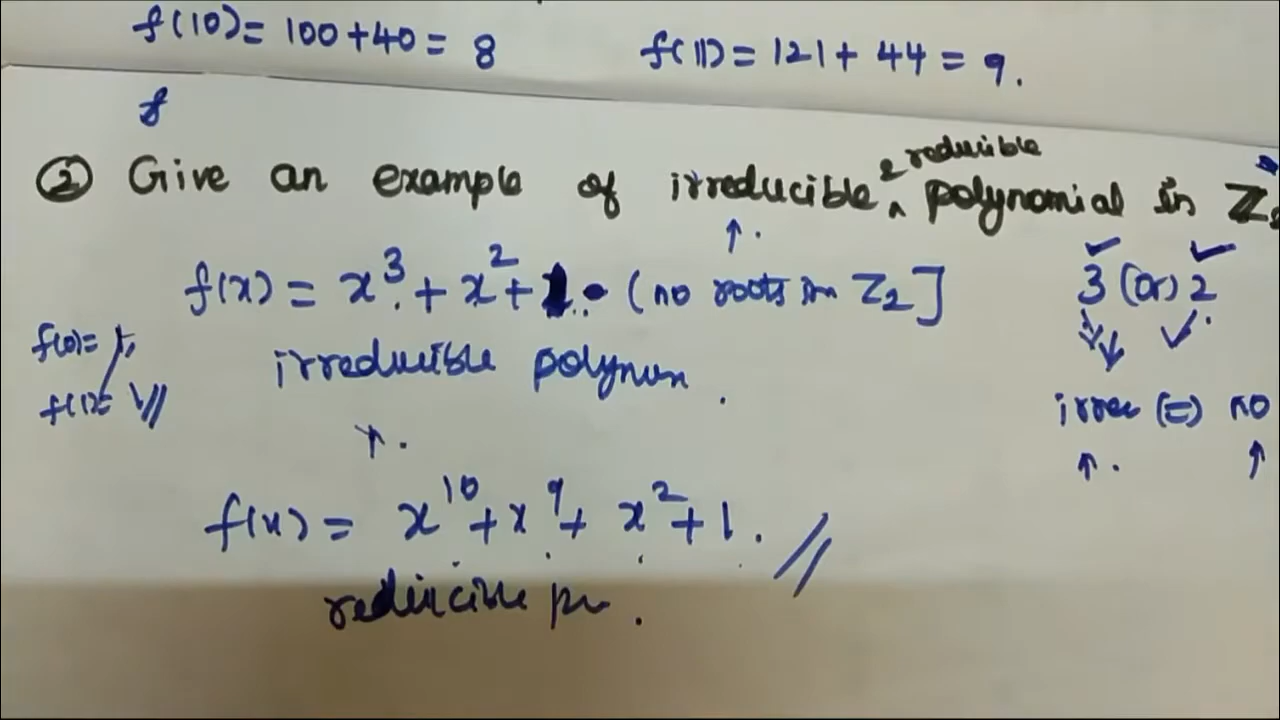 f(10) = 100 + 40 = 8 f(11) = 121 + 44 = 9.
f
② Give an example of irreducible & reducible polynomial in Z
f(x) = x³ + x² + 1. (no roots in Z₂] 3 (or) 2
f(0) = 1,
irreducible polynom.
f(1) = 1// irrec (=) no
f(x) = x¹⁰ + x⁹ + x² + 1. //
reducible po.